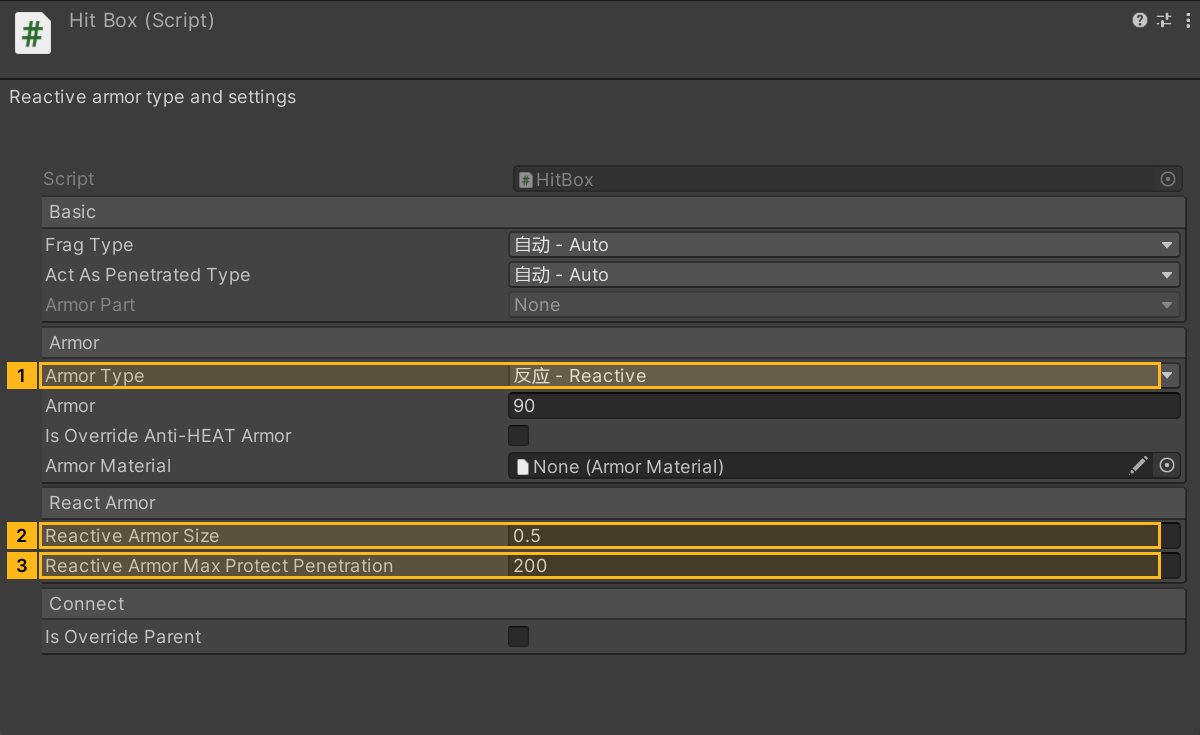 Hit Box (Script)
Reactive armor type and settings
Script HitBox
Basic
Frag Type 自动 - Auto
Act As Penetrated Type 自动 - Auto
Armor Part None
Armor
1 Armor Type 反应 - Reactive
Armor 90
Is Override Anti-HEAT Armor
Armor Material None (Armor Material)
React Armor
2 Reactive Armor Size 0.5
3 Reactive Armor Max Protect Penetration 200
Connect
Is Override Parent